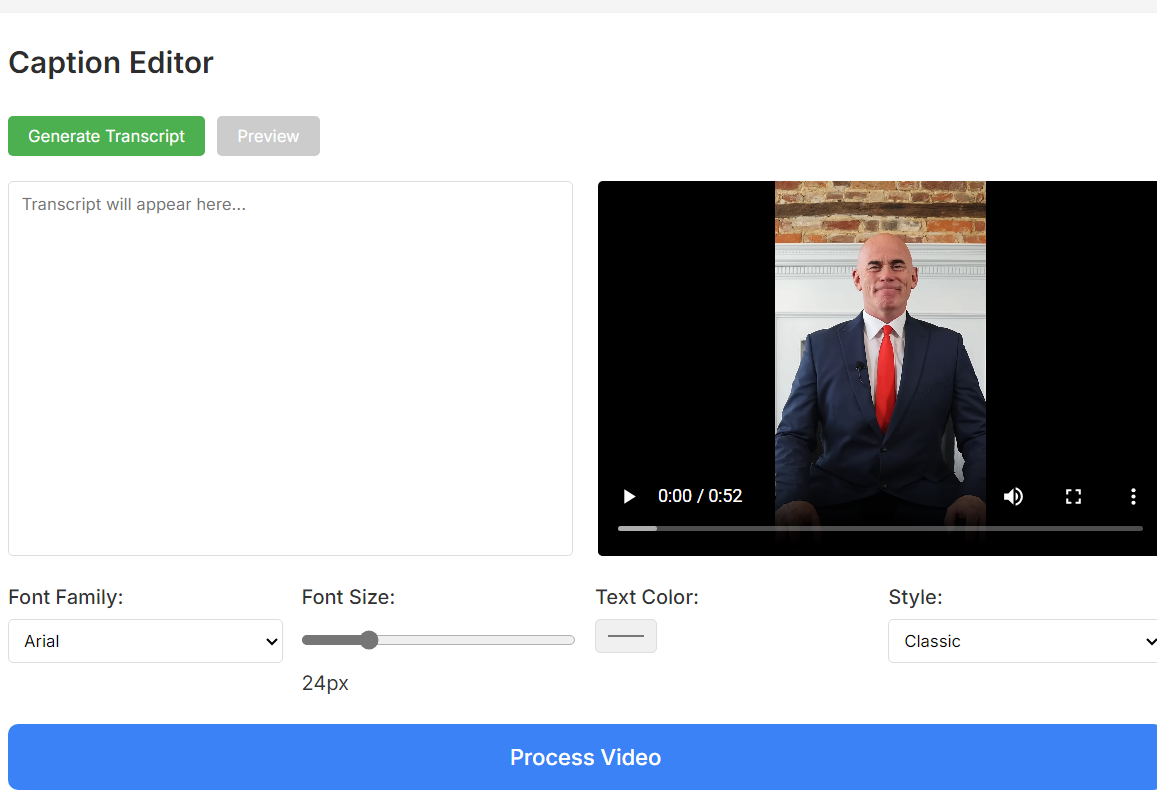 Caption Editor
Generate Transcript Preview
Transcript will appear here...
0:00 / 0:52
Font Family: Font Size: Text Color: Style:
Arial Classic
24px
Process Video